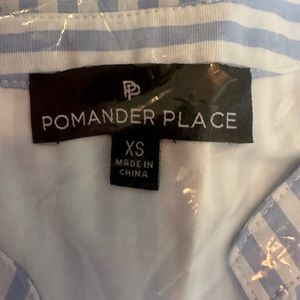 PP
POMANDER PLACE
XS
MADE IN
CHINA